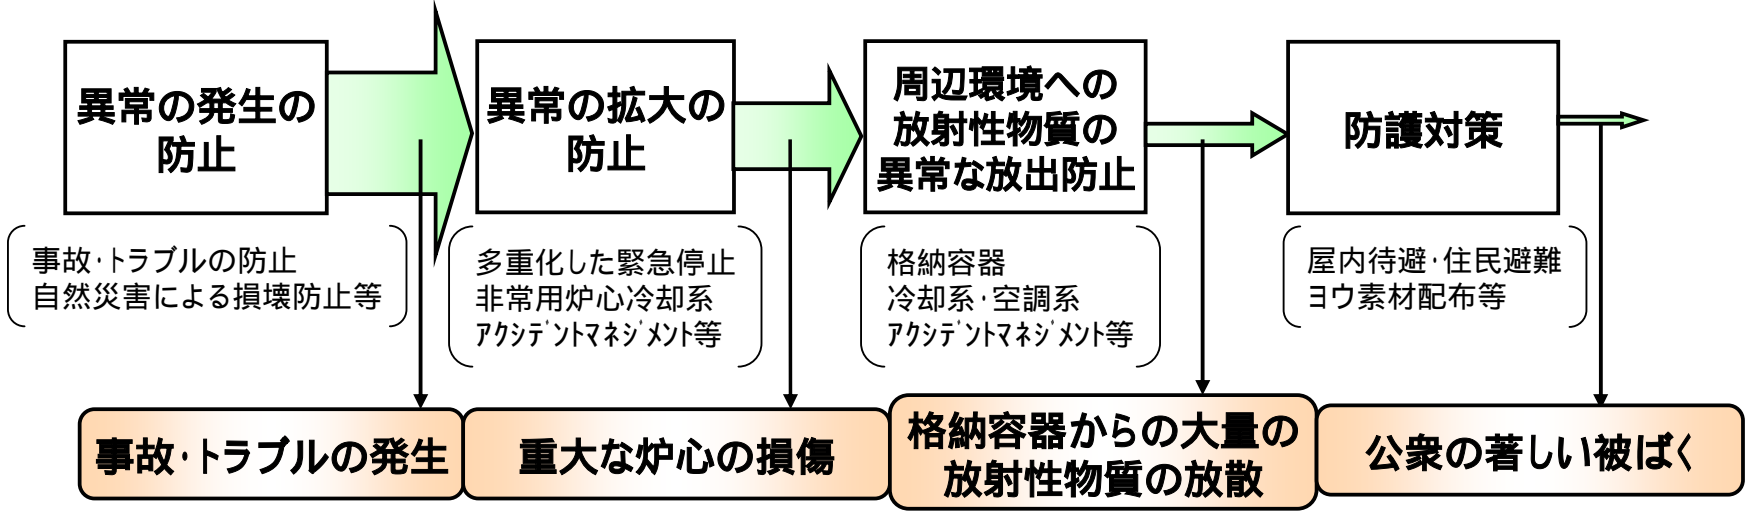 異常の発生の
防止
異常の拡大の
防止
周辺環境への
放射性物質の
異常な放出防止
防護対策
事故・トラブルの防止
自然災害による損壊防止等
多重化した緊急停止
非常用炉心冷却系
ｱｸｼﾃﾞﾝﾄﾏﾈｼﾞﾒﾝﾄ等
格納容器
冷却系・空調系
ｱｸｼﾃﾞﾝﾄﾏﾈｼﾞﾒﾝﾄ等
屋内待避・住民避難
ヨウ素材配布等
事故・トラブルの発生
重大な炉心の損傷
格納容器からの大量の
放射性物質の放散
公衆の著しい被ばく